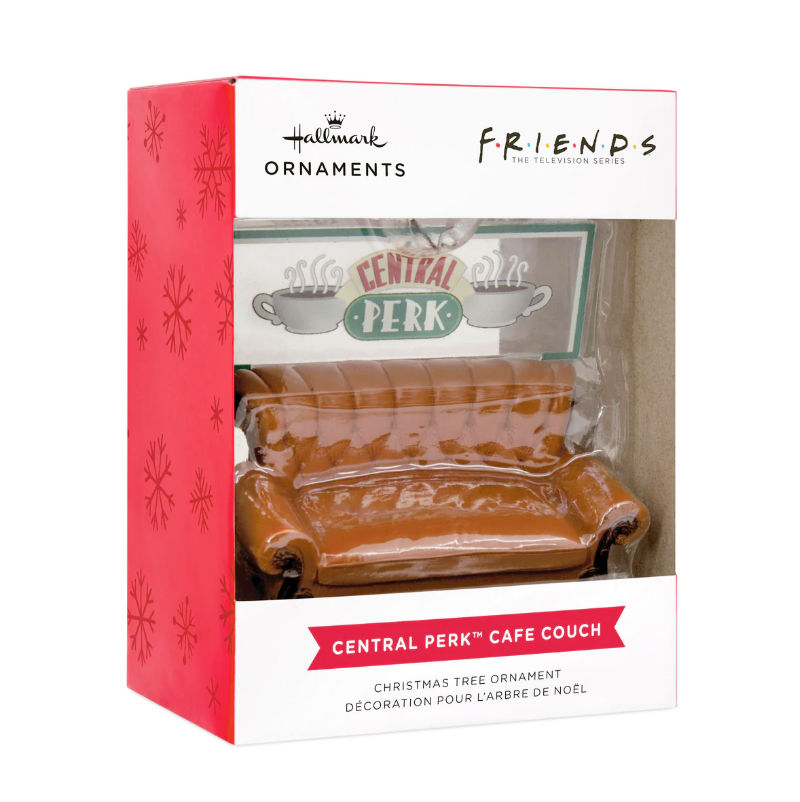 Hallmark
ORNAMENTS
F·R·I·E·N·D·S
THE TELEVISION SERIES
CENTRAL
·PERK·
CENTRAL PERK™ CAFE COUCH
CHRISTMAS TREE ORNAMENT
DÉCORATION POUR L'ARBRE DE NOËL